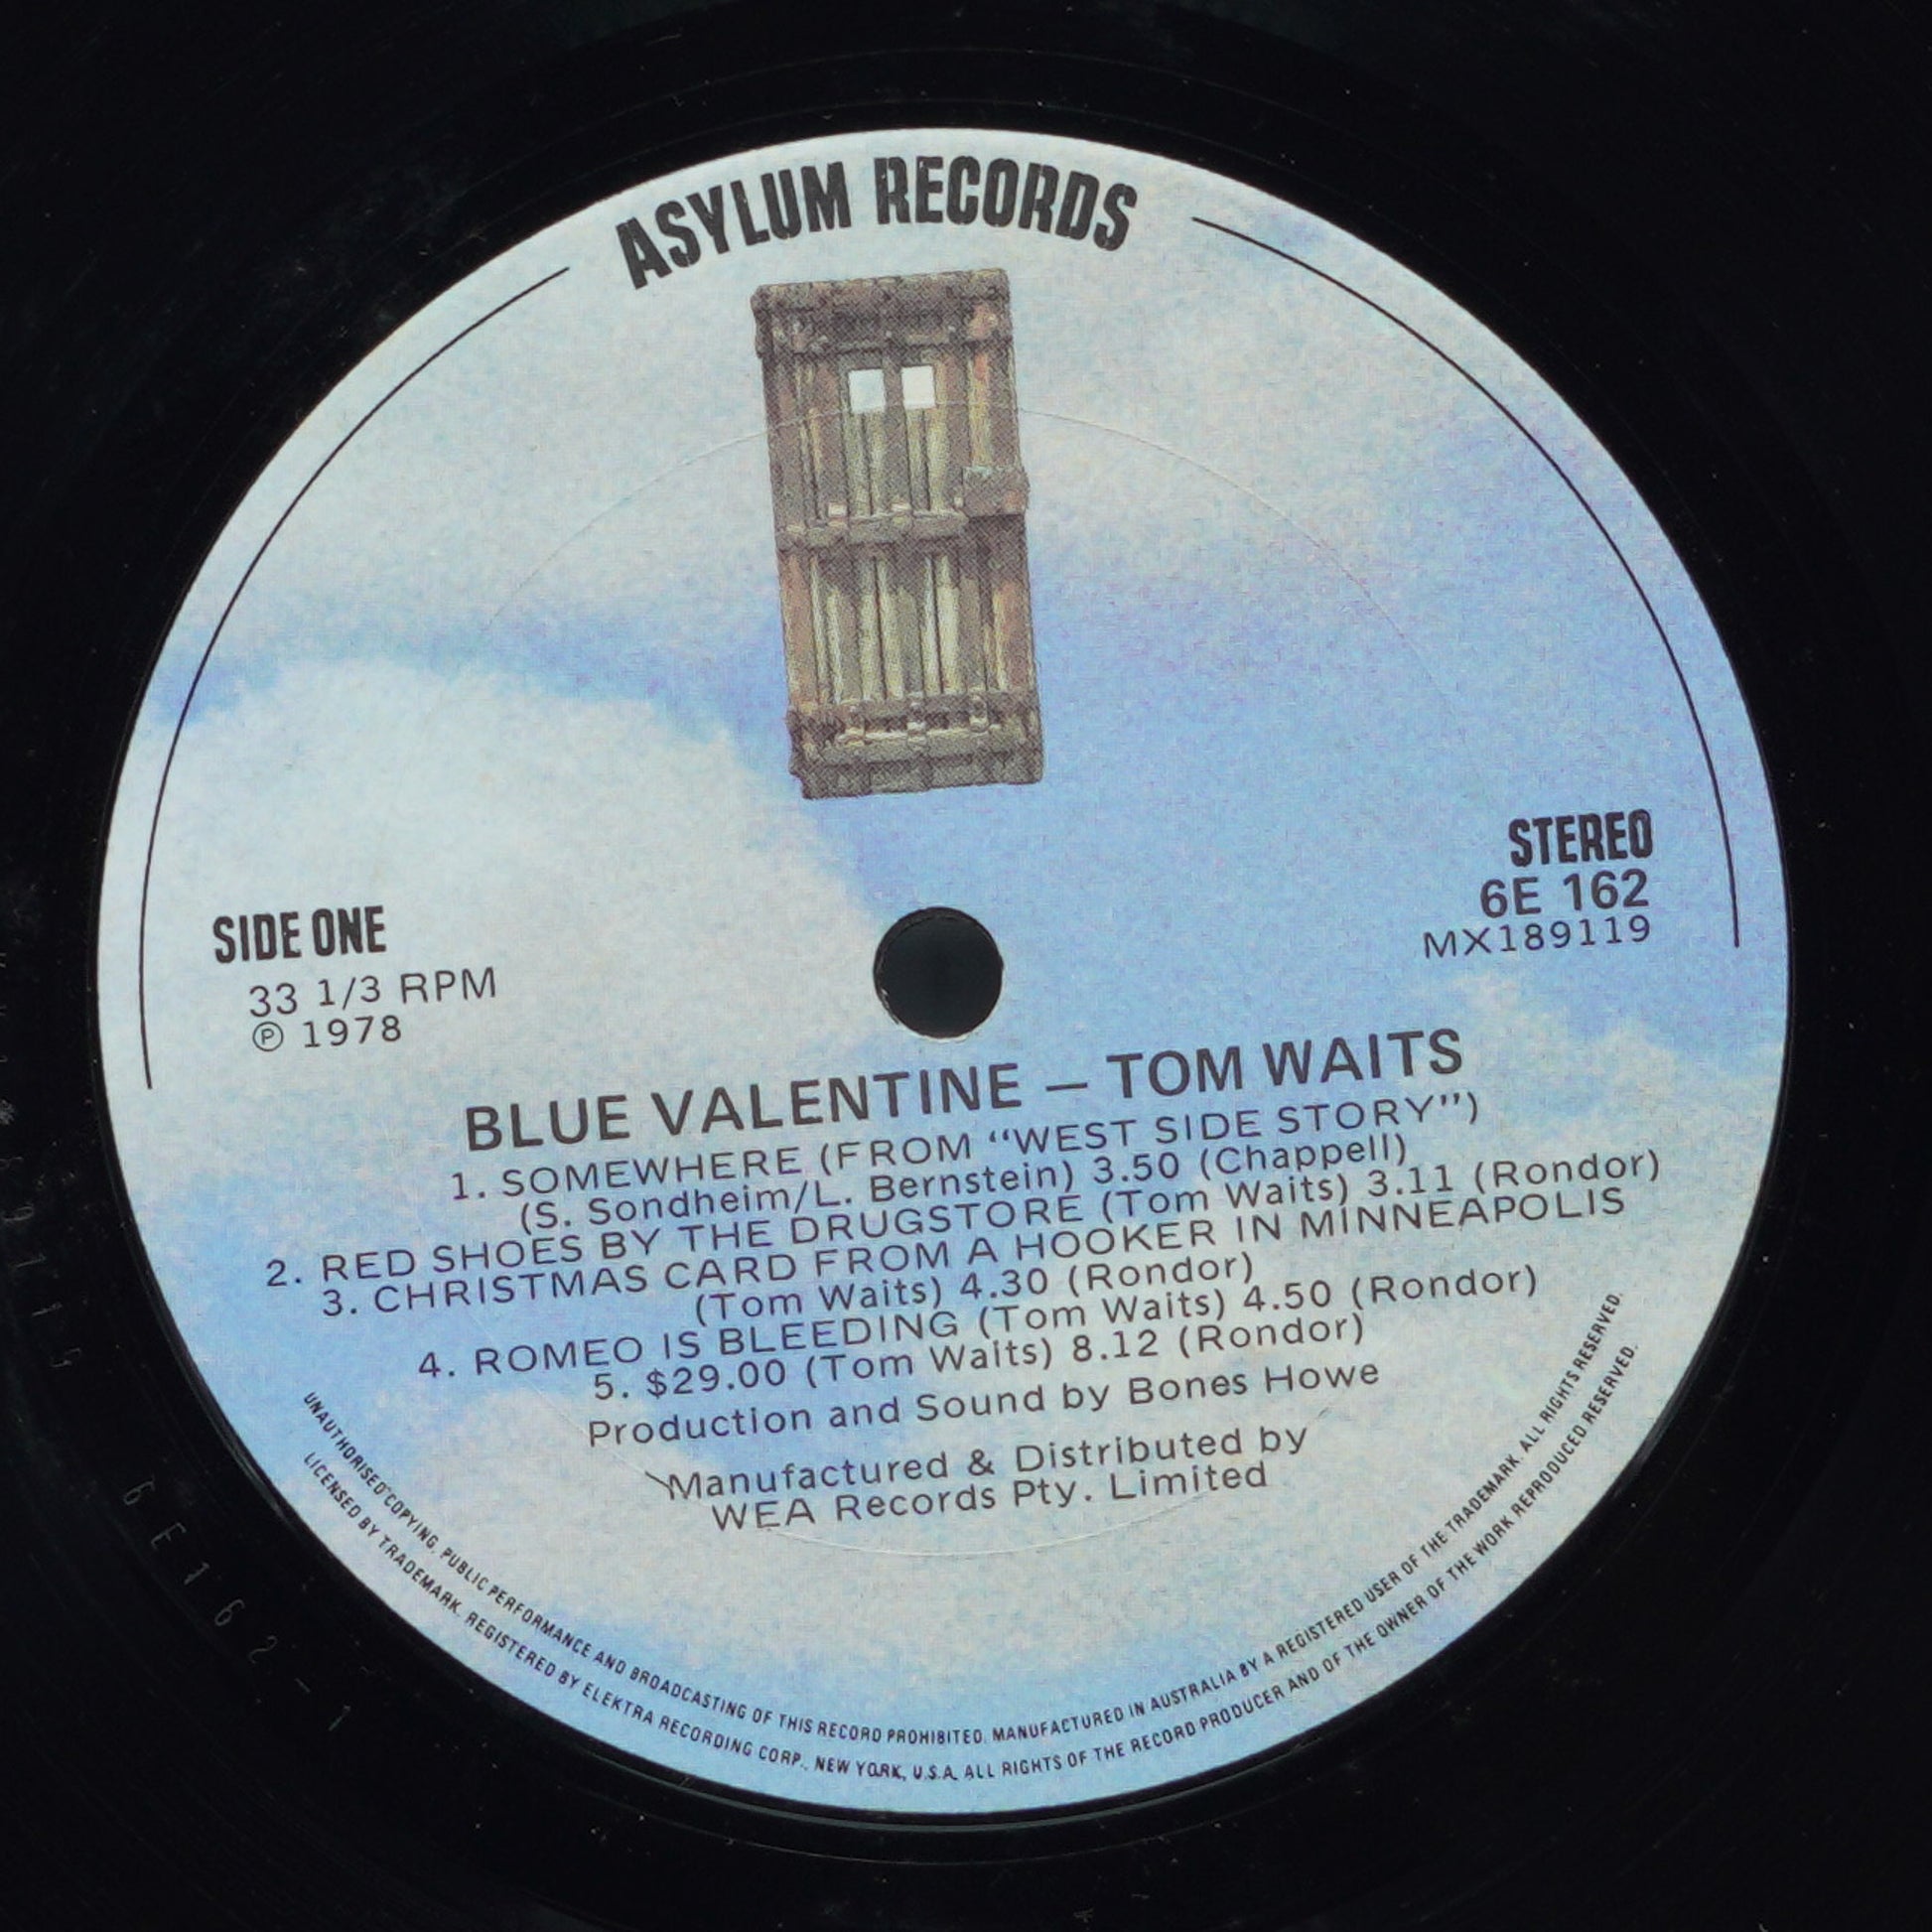 ASYLUM RECORDS
STEREO
6E 162
MX189119
SIDE ONE
33 1/3 RPM
Ⓟ 1978
BLUE VALENTINE – TOM WAITS
1. SOMEWHERE (FROM “WEST SIDE STORY”)
(S. Sondheim/L. Bernstein) 3.50 (Chappell)
2. RED SHOES BY THE DRUGSTORE (Tom Waits) 3.11 (Rondor)
3. CHRISTMAS CARD FROM A HOOKER IN MINNEAPOLIS
(Tom Waits) 4.30 (Rondor)
4. ROMEO IS BLEEDING (Tom Waits) 4.50 (Rondor)
5. $29.00 (Tom Waits) 8.12 (Rondor)
Production and Sound by Bones Howe
Manufactured & Distributed by
WEA Records Pty. Limited
UNAUTHORISED COPYING, PUBLIC PERFORMANCE AND BROADCASTING OF THIS RECORD PROHIBITED. MANUFACTURED IN AUSTRALIA BY A REGISTERED USER OF THE TRADEMARK. ALL RIGHTS RESERVED.
LICENSED BY TRADEMARK. REGISTERED BY ELEKTRA RECORDING CORP., NEW YORK, U.S.A. ALL RIGHTS OF THE RECORD PRODUCER AND OF THE OWNER OF THE WORK REPRODUCED RESERVED.
6E162-1